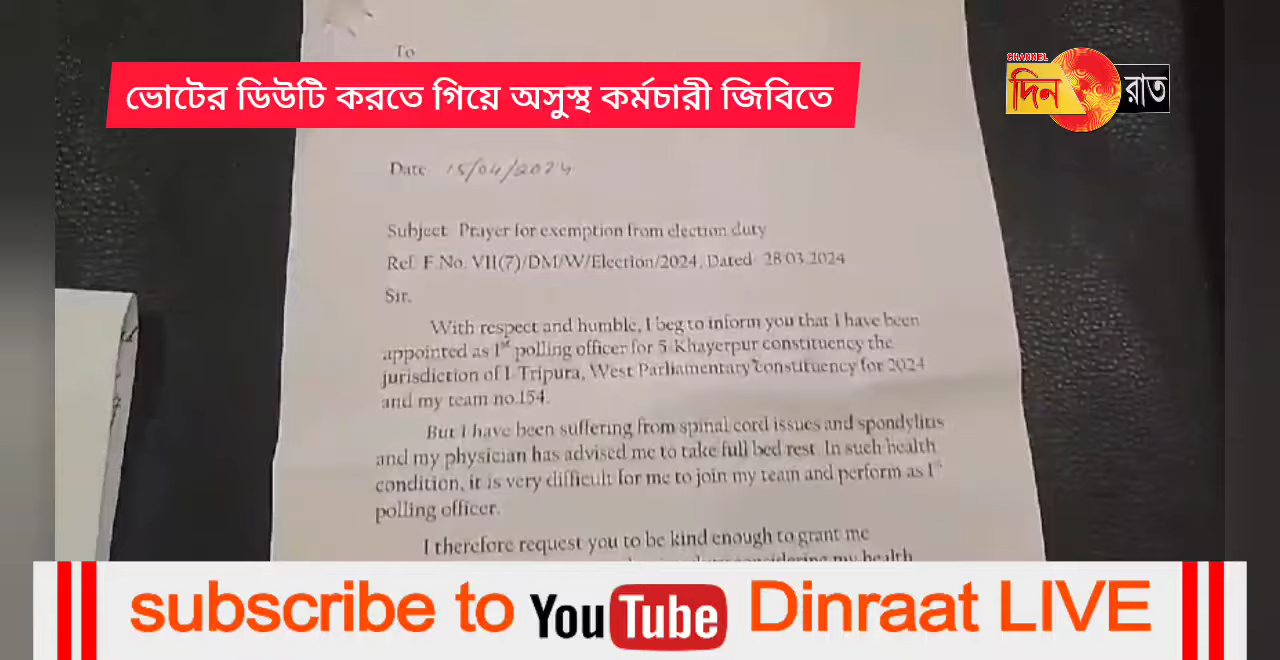 To
ভোটের ডিউটি করতে গিয়ে অসুস্থ কর্মচারী জিবিতে
CHANNEL
দিন
রাত
Date 15/04/2024
Subject Prayer for exemption from election duty
Ref. F.No. VII(7)/DM/W/Election/2024, Dated 28.03.2024
Sir,
With respect and humble, I beg to inform you that I have been
appointed as 1st polling officer for 5 Khayerpur constituency the
jurisdiction of 1 Tripura, West Parliamentary constituency for 2024
and my team no.154.
But I have been suffering from spinal cord issues and spondylitis
and my physician has advised me to take full bed rest. In such health
condition, it is very difficult for me to join my team and perform as 1st
polling officer.
I therefore request you to be kind enough to grant me
considering my health
subscribe to YouTube Dinraat LIVE